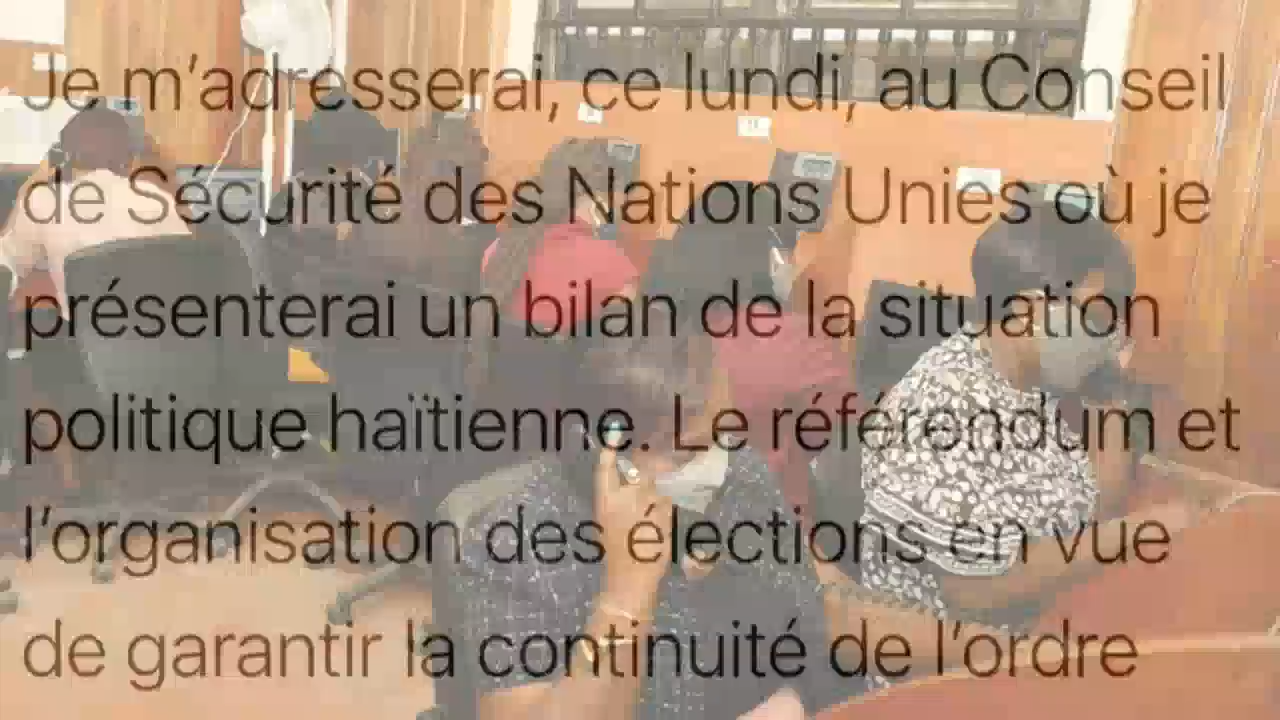 Je m’adresserai, ce lundi, au Conseil
de Sécurité des Nations Unies où je
présenterai un bilan de la situation
politique haïtienne. Le référendum et
l’organisation des élections en vue
de garantir la continuité de l’ordre